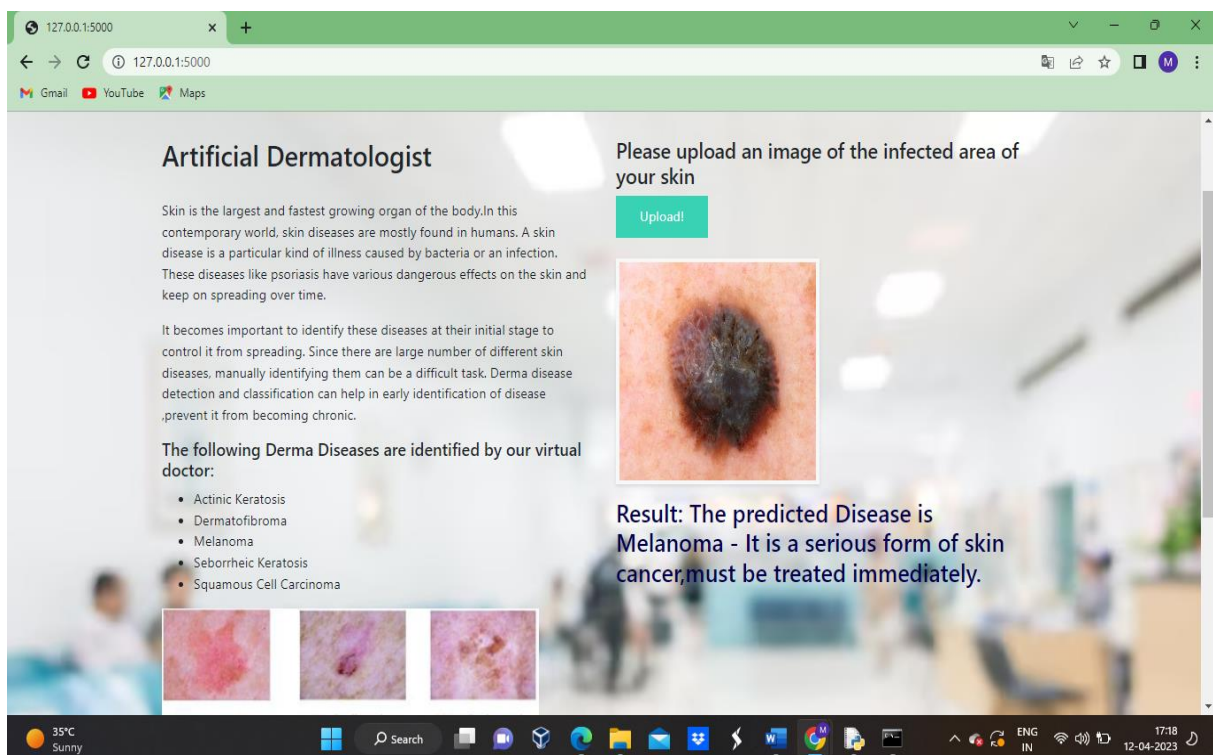 127.0.0.1:5000
127.0.0.1:5000
M
Gmail
YouTube
Maps
Artificial Dermatologist
Skin is the largest and fastest growing organ of the body.In this
contemporary world, skin diseases are mostly found in humans. A skin
disease is a particular kind of illness caused by bacteria or an infection.
These diseases like psoriasis have various dangerous effects on the skin and
keep on spreading over time.
It becomes important to identify these diseases at their initial stage to
control it from spreading. Since there are large number of different skin
diseases, manually identifying them can be a difficult task. Derma disease
detection and classification can help in early identification of disease
,prevent it from becoming chronic.
The following Derma Diseases are identified by our virtual
doctor:
Actinic Keratosis
Dermatofibroma
Melanoma
Seborrheic Keratosis
Squamous Cell Carcinoma
Please upload an image of the infected area of
your skin
Upload!
Result: The predicted Disease is
Melanoma - It is a serious form of skin
cancer,must be treated immediately.
35°C
Sunny
Search
ENG
IN
17:18
12-04-2023